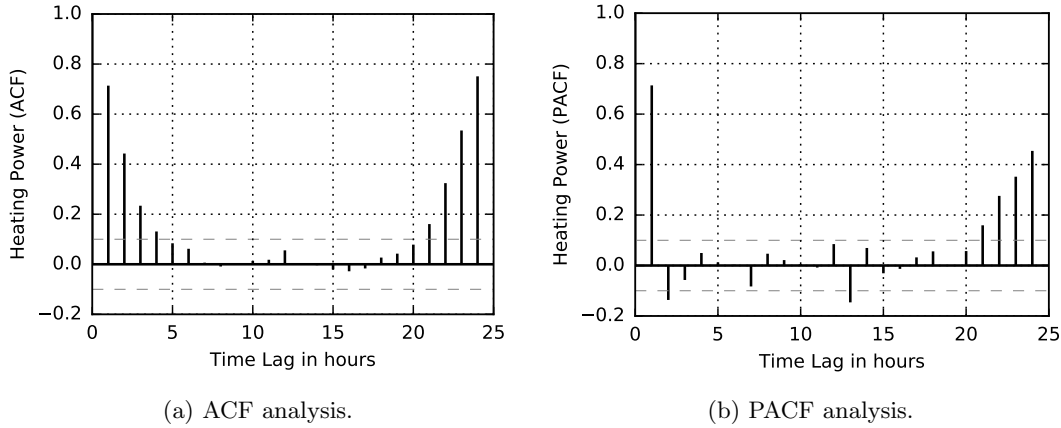 1.0
0.8
0.6
0.4
0.2
0.0
−0.2
Heating Power (ACF)
0 5 10 15 20 25
Time Lag in hours
(a) ACF analysis.
1.0
0.8
0.6
0.4
0.2
0.0
−0.2
Heating Power (PACF)
0 5 10 15 20 25
Time Lag in hours
(b) PACF analysis.